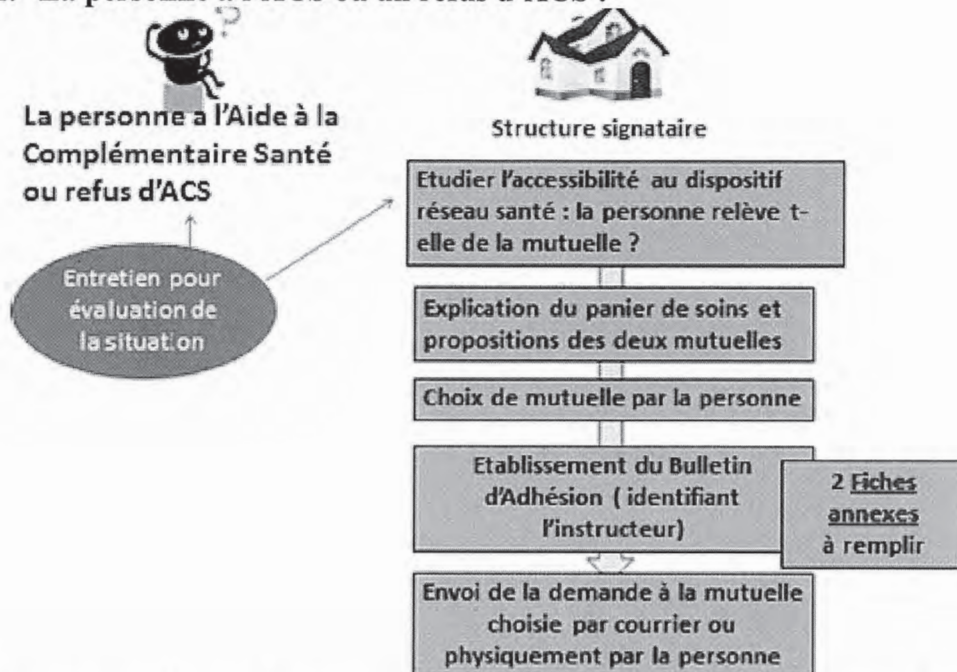 La personne a l'Aide à la
Complémentaire Santé
ou refus d'ACS
Entretien pour
évaluation de
la situation
Structure signataire
Etudier l'accessibilité au dispositif
réseau santé : la personne relève t-
elle de la mutuelle ?
Explication du panier de soins et
propositions des deux mutuelles
Choix de mutuelle par la personne
Etablissement du Bulletin
d'Adhésion ( identifiant
l'instructeur)
2 Fiches
annexes
à remplir
Envoi de la demande à la mutuelle
choisie par courrier ou
physiquement par la personne